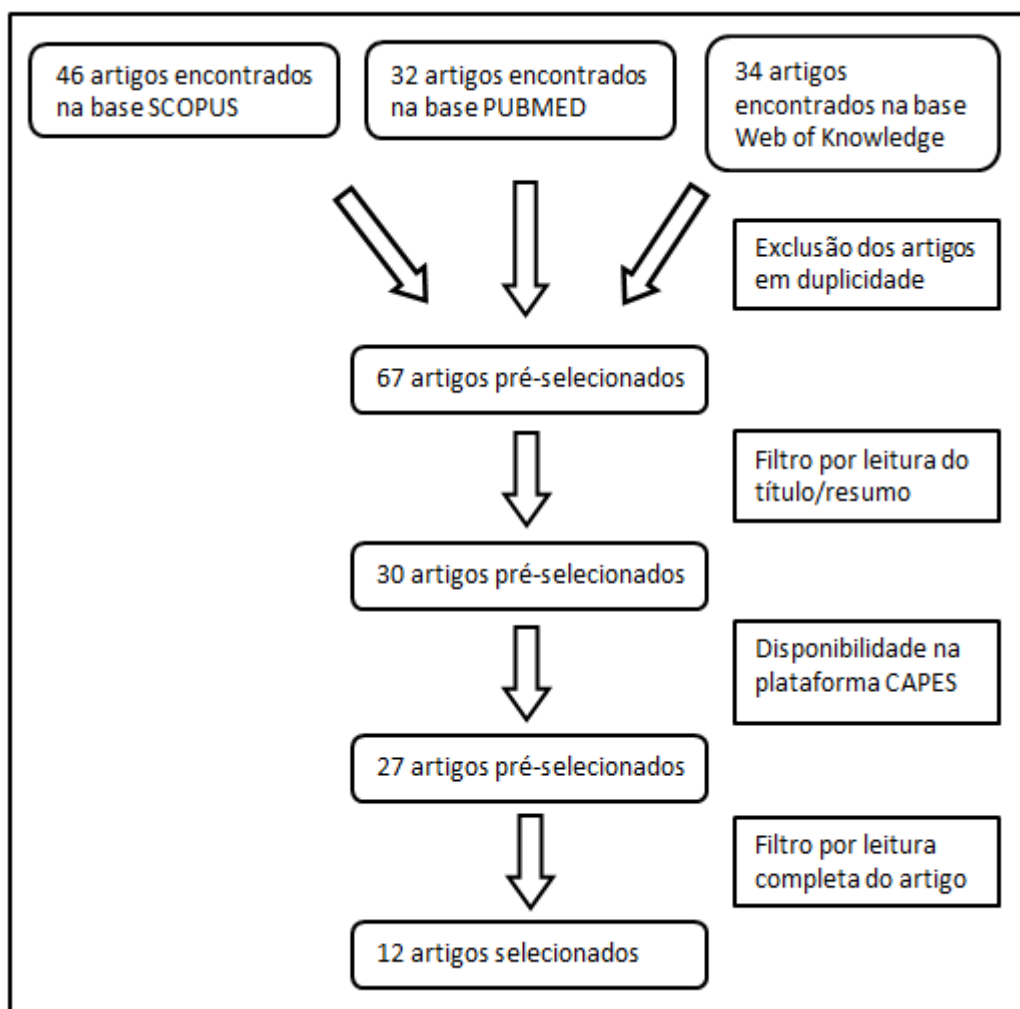 46 artigos encontrados
na base SCOPUS
32 artigos encontrados
na base PUBMED
34 artigos
encontrados na base
Web of Knowledge
Exclusão dos artigos
em duplicidade
67 artigos pré-selecionados
Filtro por leitura do
título/resumo
30 artigos pré-selecionados
Disponibilidade na
plataforma CAPES
27 artigos pré-selecionados
Filtro por leitura
completa do artigo
12 artigos selecionados